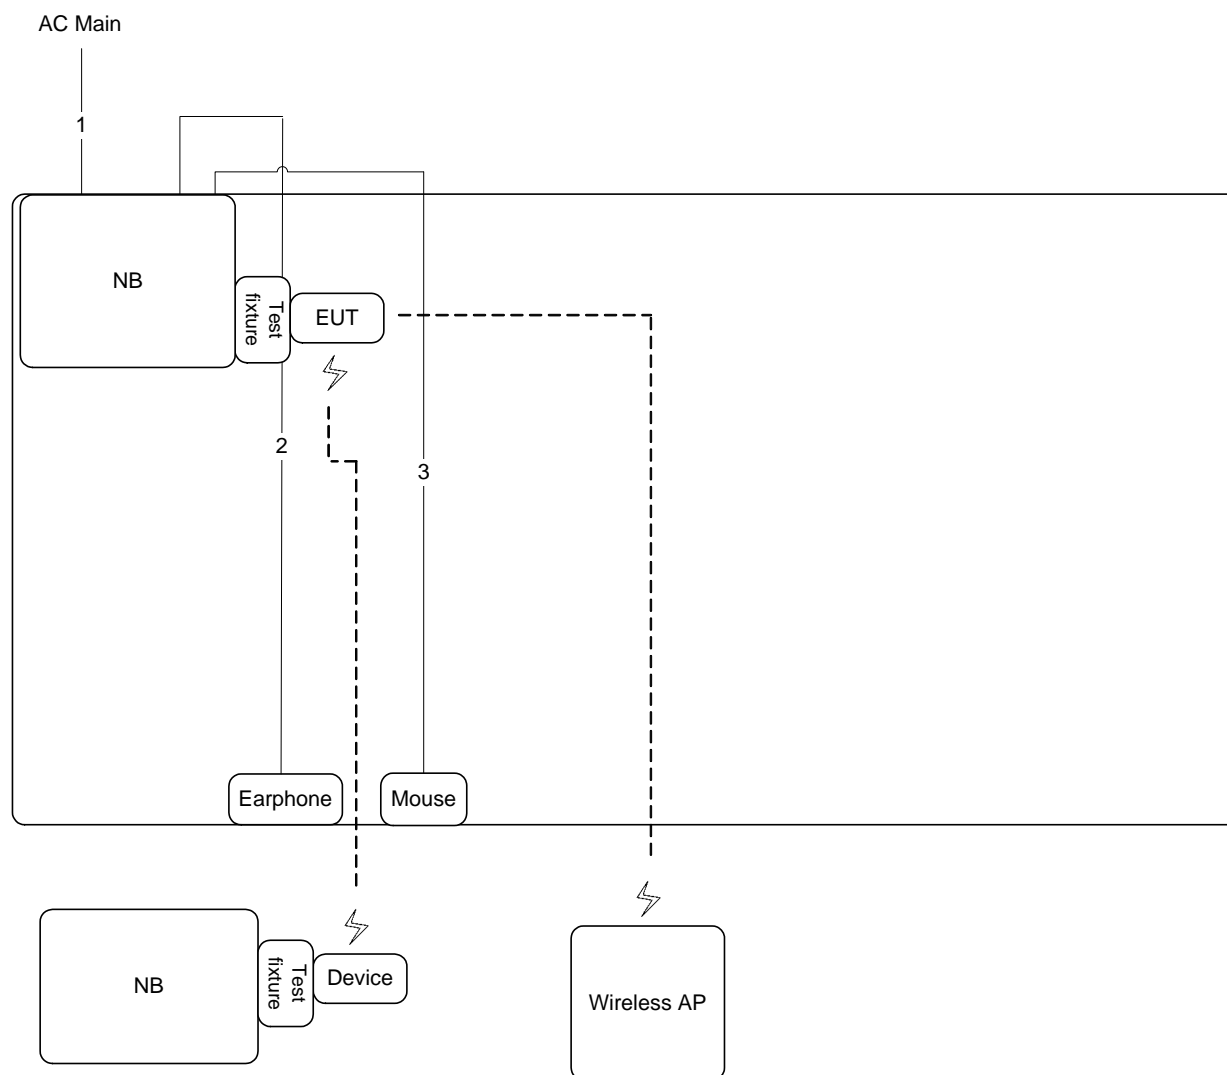 AC Main
1
NB
Test
fixture
EUT
2
3
Earphone
Mouse
NB
Test
fixture
Device
Wireless AP